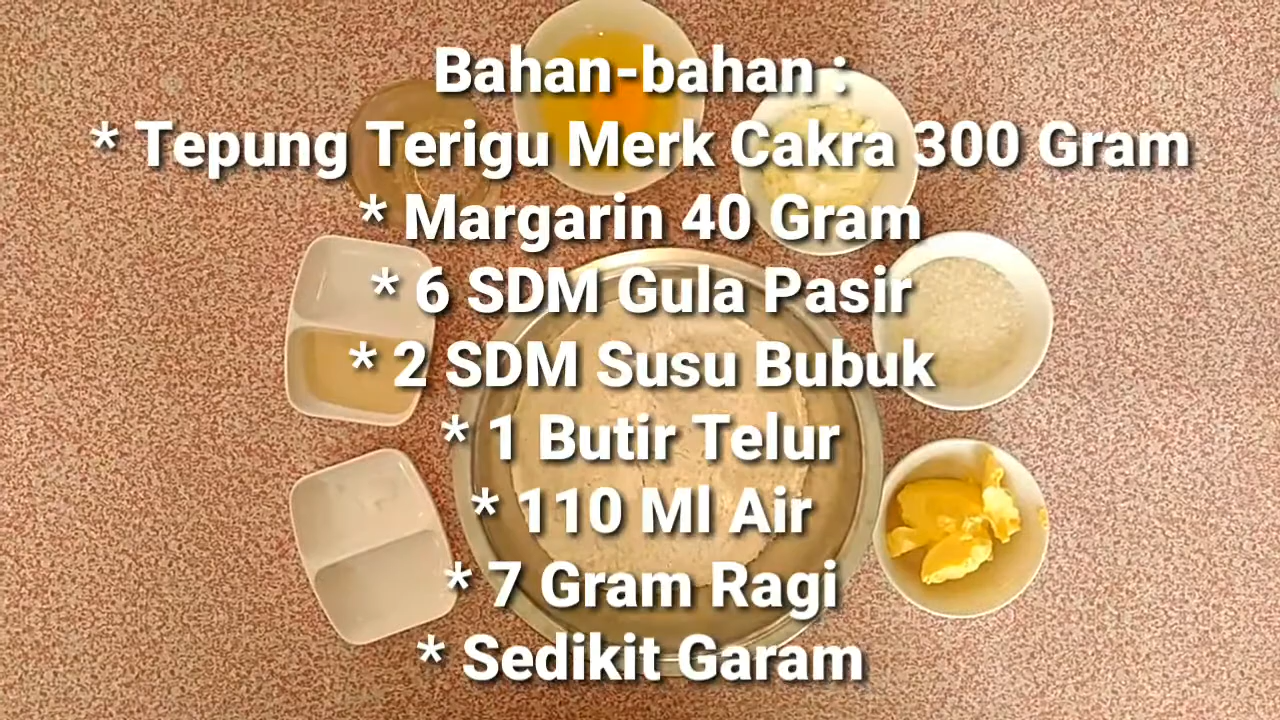 Bahan-bahan :
* Tepung Terigu Merk Cakra 300 Gram
* Margarin 40 Gram
* 6 SDM Gula Pasir
* 2 SDM Susu Bubuk
* 1 Butir Telur
* 110 Ml Air
* 7 Gram Ragi
* Sedikit Garam